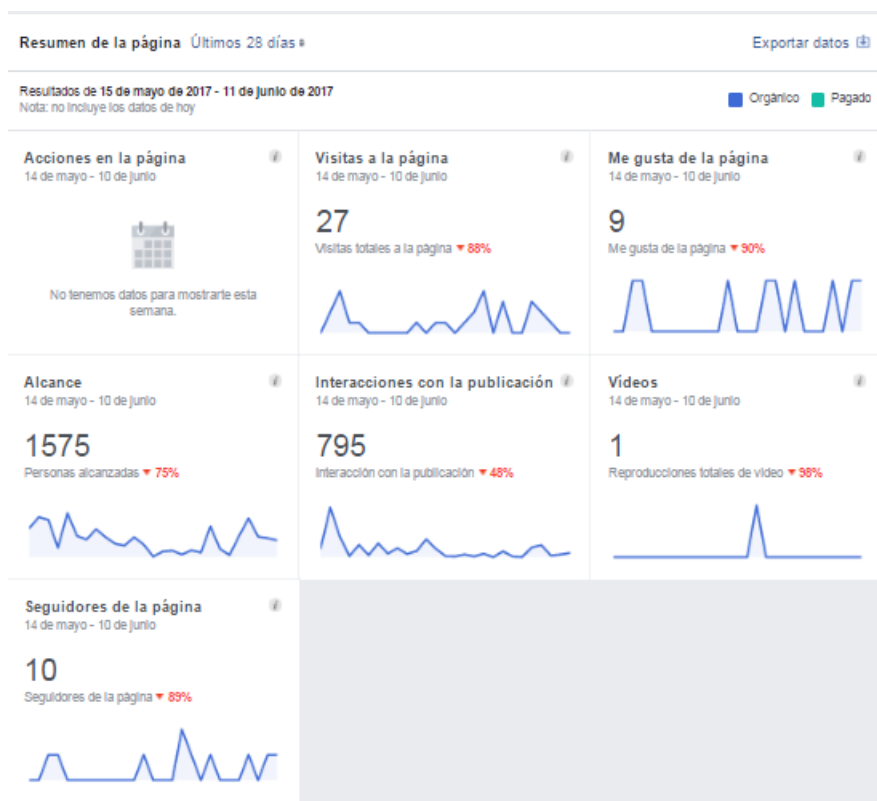 Resumen de la página Últimos 28 días
Exportar datos
Resultados de 15 de mayo de 2017 - 11 de junio de 2017
Nota: no incluye los datos de hoy
Orgánico Pagado
Acciones en la página
14 de mayo - 10 de junio
No tenemos datos para mostrarte esta
semana.
Visitas a la página
14 de mayo - 10 de junio
27
Visitas totales a la página ▼ 88%
Me gusta de la página
14 de mayo - 10 de junio
9
Me gusta de la página ▼ 90%
Alcance
14 de mayo - 10 de junio
1575
Personas alcanzadas ▼ 75%
Interacciones con la publicación
14 de mayo - 10 de junio
795
Interacción con la publicación ▼ 48%
Vídeos
14 de mayo - 10 de junio
1
Reproducciones totales de vídeo ▼ 98%
Seguidores de la página
14 de mayo - 10 de junio
10
Seguidores de la página ▼ 89%